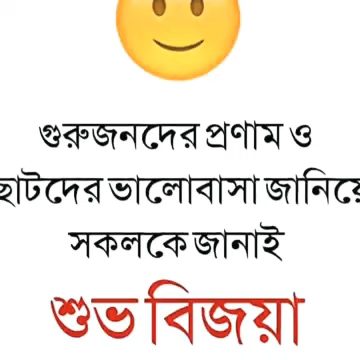 গুরুজনদের প্রণাম ও
ছোটদের ভালোবাসা জানিয়ে
সকলকে জানাই
শুভ বিজয়া